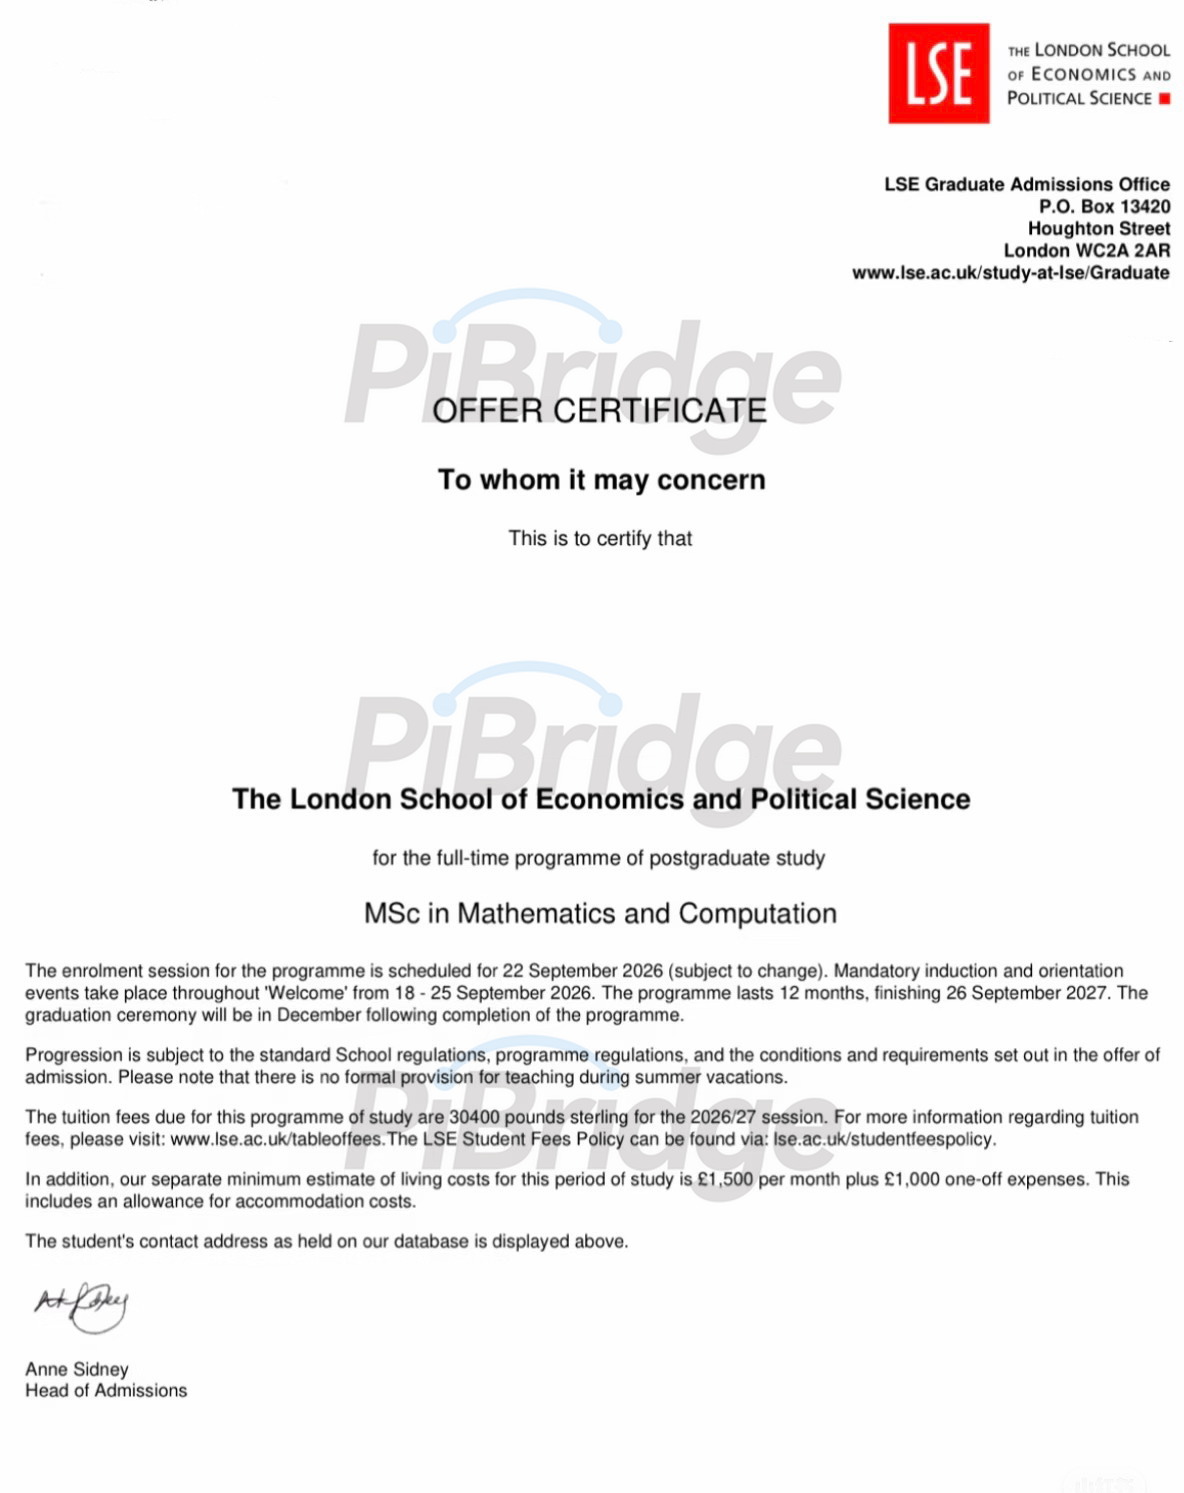 LSE
THE LONDON SCHOOL
OF ECONOMICS AND
POLITICAL SCIENCE
LSE Graduate Admissions Office
P.O. Box 13420
Houghton Street
London WC2A 2AR
www.lse.ac.uk/study-at-lse/Graduate
PiBridge
OFFER CERTIFICATE
To whom it may concern
This is to certify that
PiBridge
The London School of Economics and Political Science
for the full-time programme of postgraduate study
MSc in Mathematics and Computation
The enrolment session for the programme is scheduled for 22 September 2026 (subject to change). Mandatory induction and orientation
events take place throughout 'Welcome' from 18 - 25 September 2026. The programme lasts 12 months, finishing 26 September 2027. The
graduation ceremony will be in December following completion of the programme.
PiBridge
Progression is subject to the standard School regulations, programme regulations, and the conditions and requirements set out in the offer of
admission. Please note that there is no formal provision for teaching during summer vacations.
The tuition fees due for this programme of study are 30400 pounds sterling for the 2026/27 session. For more information regarding tuition
fees, please visit: www.lse.ac.uk/tableoffees.The LSE Student Fees Policy can be found via: lse.ac.uk/studentfeespolicy.
In addition, our separate minimum estimate of living costs for this period of study is £1,500 per month plus £1,000 one-off expenses. This
includes an allowance for accommodation costs.
The student's contact address as held on our database is displayed above.
Anne Sidney
Head of Admissions